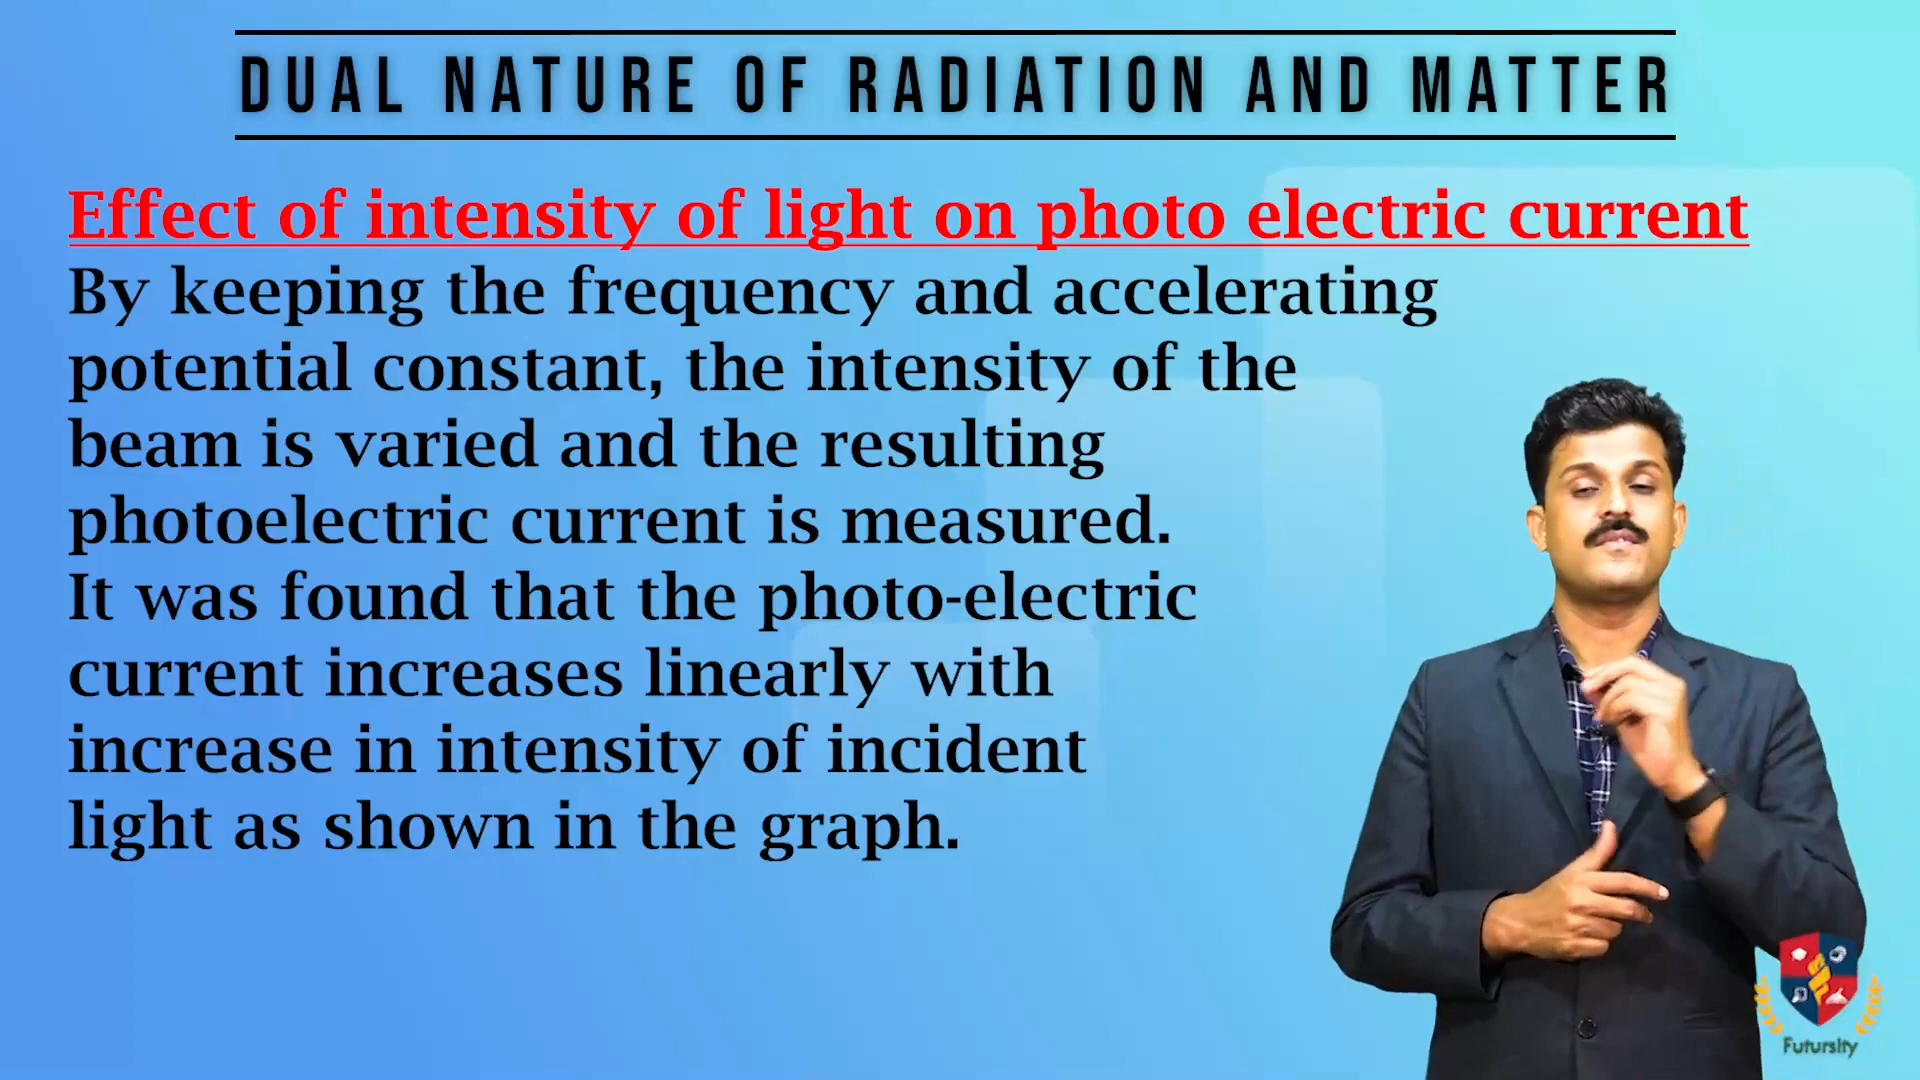 DUAL NATURE OF RADIATION AND MATTER
Effect of intensity of light on photo electric current
By keeping the frequency and accelerating
potential constant, the intensity of the
beam is varied and the resulting
photoelectric current is measured.
It was found that the photo-electric
current increases linearly with
increase in intensity of incident
light as shown in the graph.
Futursity